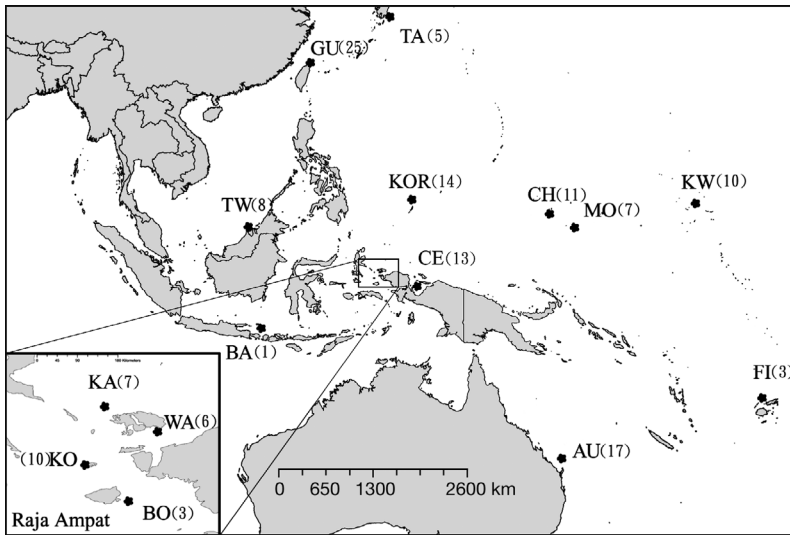 TA(5)
GU(25)
KOR(14)
CH(11)
KW(10)
MO(7)
TW(8)
CE(13)
BA(1)
FI(3)
AU(17)
0 650 1300 2600 km
KA(7)
WA(6)
(10)KO
BO(3)
Raja Ampat